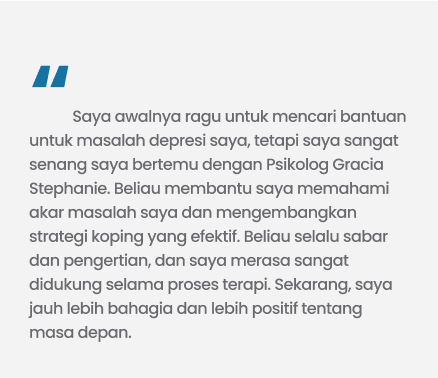 Saya awalnya ragu untuk mencari bantuan
untuk masalah depresi saya, tetapi saya sangat
senang saya bertemu dengan Psikolog Gracia
Stephanie. Beliau membantu saya memahami
akar masalah saya dan mengembangkan
strategi koping yang efektif. Beliau selalu sabar
dan pengertian, dan saya merasa sangat
didukung selama proses terapi. Sekarang, saya
jauh lebih bahagia dan lebih positif tentang
masa depan.